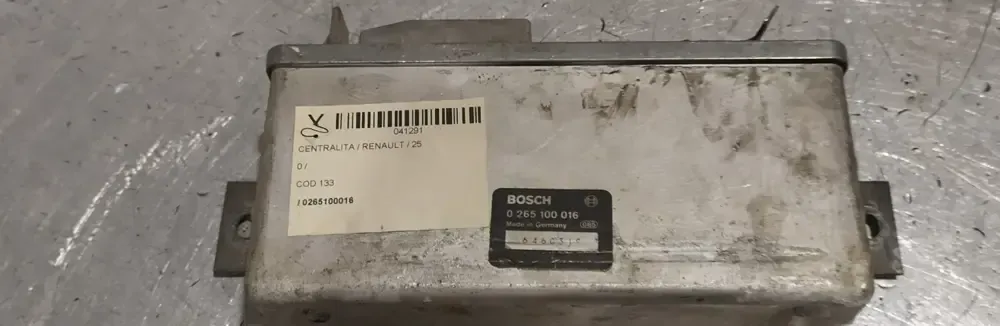 041291
CENTRALITA / RENAULT / 25
0 /
COD 133
/ 0265100016
BOSCH
0 265 100 016
Made in Germany